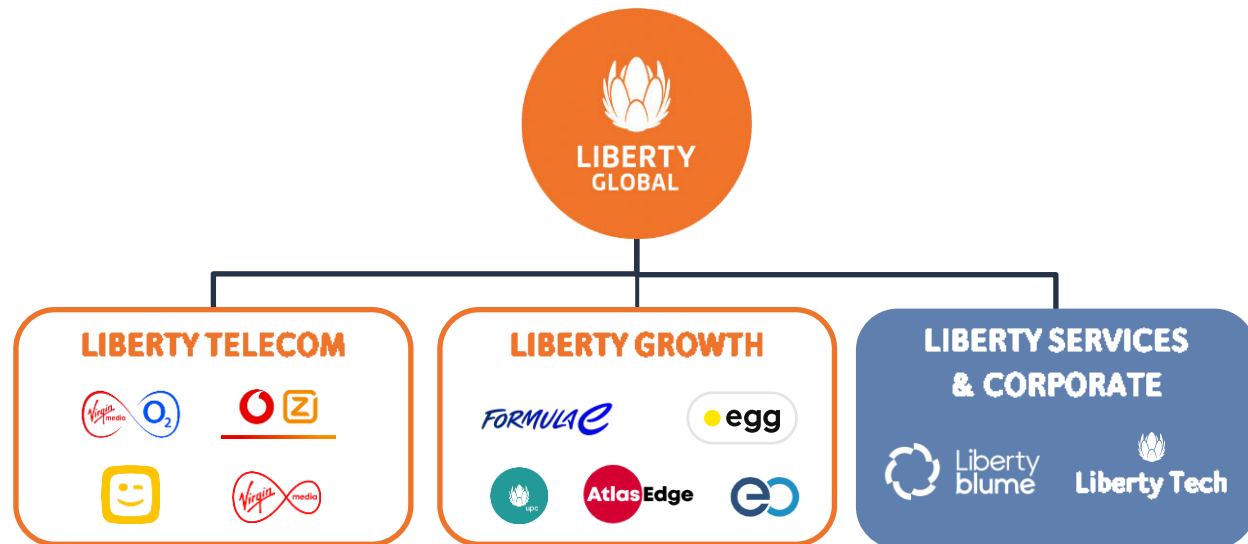 LIBERTY
GLOBAL
LIBERTY TELECOM
Virgin media O2
Z
Virgin media
LIBERTY GROWTH
FORMULA E
egg
upc
AtlasEdge
eo
LIBERTY SERVICES
& CORPORATE
Liberty
blume
Liberty Tech